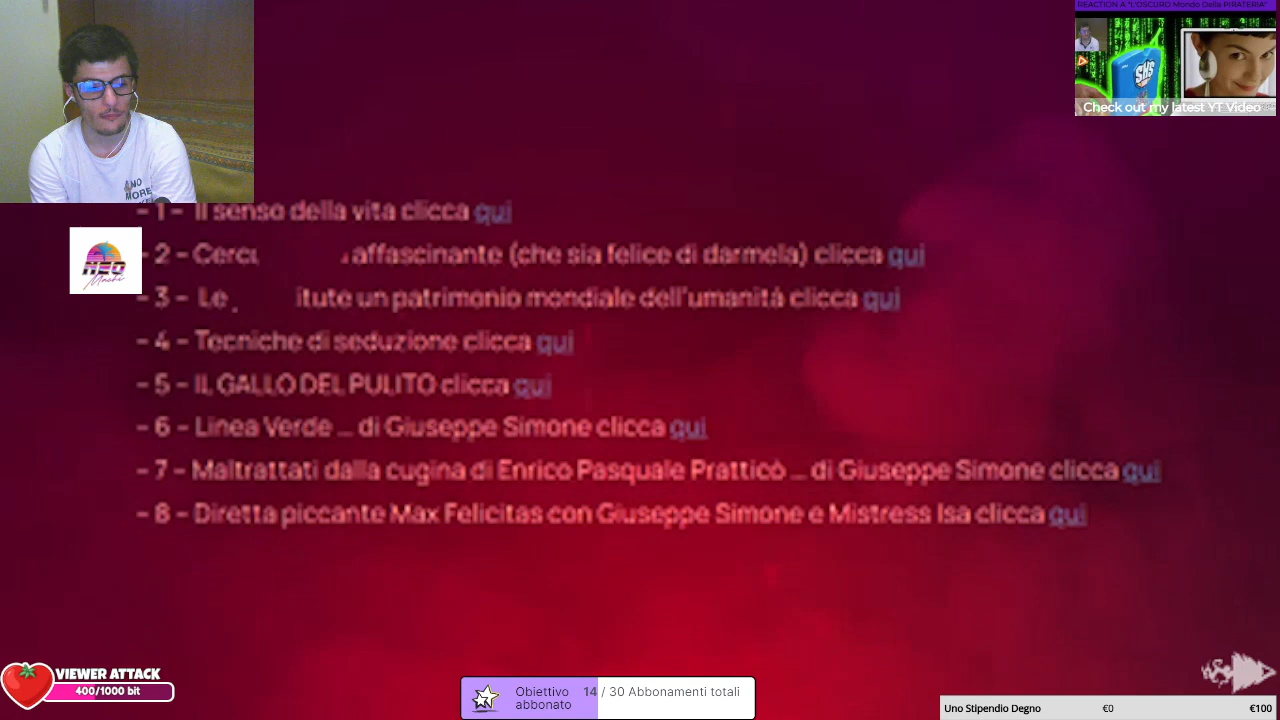 REACTION A "L'OSCURO Mondo Della PIRATERIA"
SHS
Check out my latest YT Video
NO
MORE
- 1 - Il senso della vita clicca qui
- 2 - affascinante (che sia felice di darmela) clicca qui
NEO
Machi
- 3 - Le itute un patrimonio mondiale dell'umanità clicca qui
- 4 - Tecniche di seduzione clicca qui
- 5 - IL GALLO DEL PULITO clicca qui
- 6 - Linea Verde ... di Giuseppe Simone clicca qui
- 7 - Maltrattati dalla cugina di Enrico Pasquale Pratticò ... di Giuseppe Simone clicca qui
- 8 - Diretta piccante Max Felicitas con Giuseppe Simone e Mistress Isa clicca qui
VIEWER ATTACK
400/1000 bit
Obiettivo abbonato 14 / 30 Abbonamenti totali
Uno Stipendio Degno €0 €100